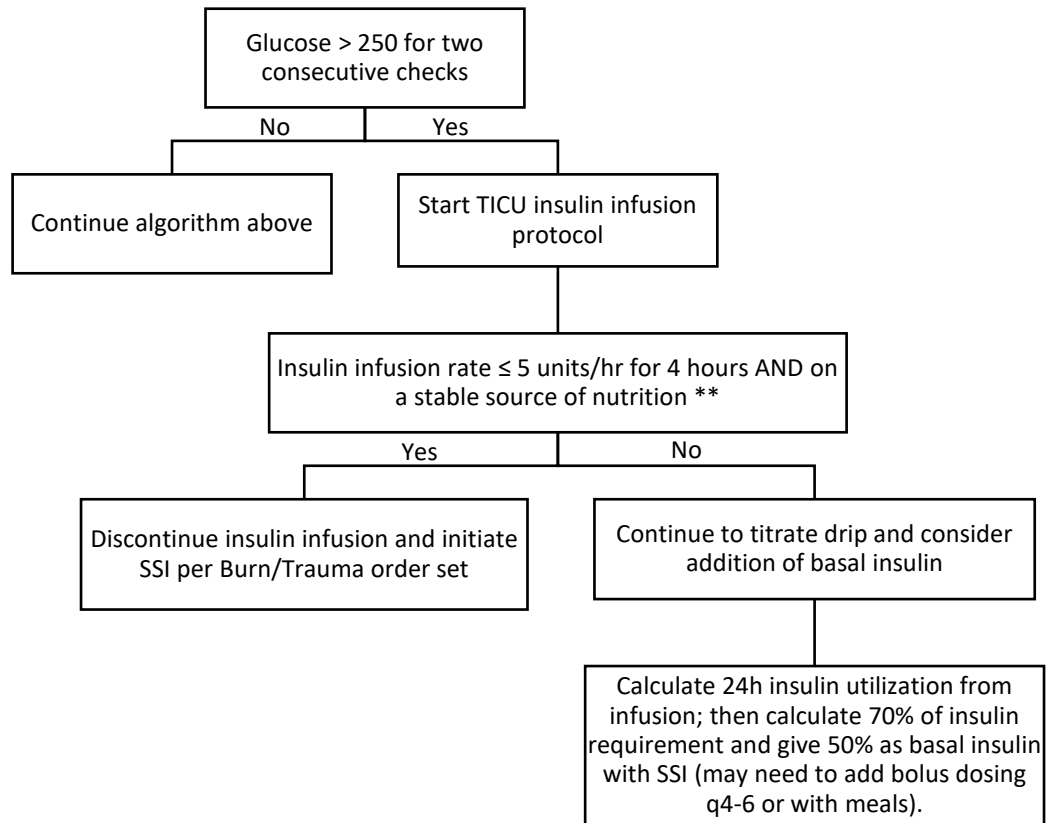 Glucose > 250 for two
consecutive checks
No
Yes
Continue algorithm above
Start TICU insulin infusion
protocol
Insulin infusion rate ≤ 5 units/hr for 4 hours AND on
a stable source of nutrition **
Yes
No
Discontinue insulin infusion and initiate
SSI per Burn/Trauma order set
Continue to titrate drip and consider
addition of basal insulin
Calculate 24h insulin utilization from
infusion; then calculate 70% of insulin
requirement and give 50% as basal insulin
with SSI (may need to add bolus dosing
q4-6 or with meals).